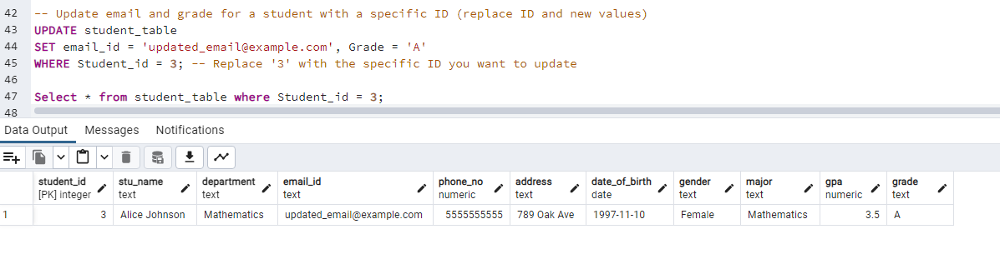 42 -- Update email and grade for a student with a specific ID (replace ID and new values)
43 UPDATE student_table
44 SET email_id = 'updated_email@example.com', Grade = 'A'
45 WHERE Student_id = 3; -- Replace '3' with the specific ID you want to update
46
47 Select * from student_table where Student_id = 3;
48
Data Output Messages Notifications
student_id stu_name department email_id phone_no address date_of_birth gender major gpa grade
[PK] integer text text text numeric text date text text numeric text
1 3 Alice Johnson Mathematics updated_email@example.com 5555555555 789 Oak Ave 1997-11-10 Female Mathematics 3.5 A